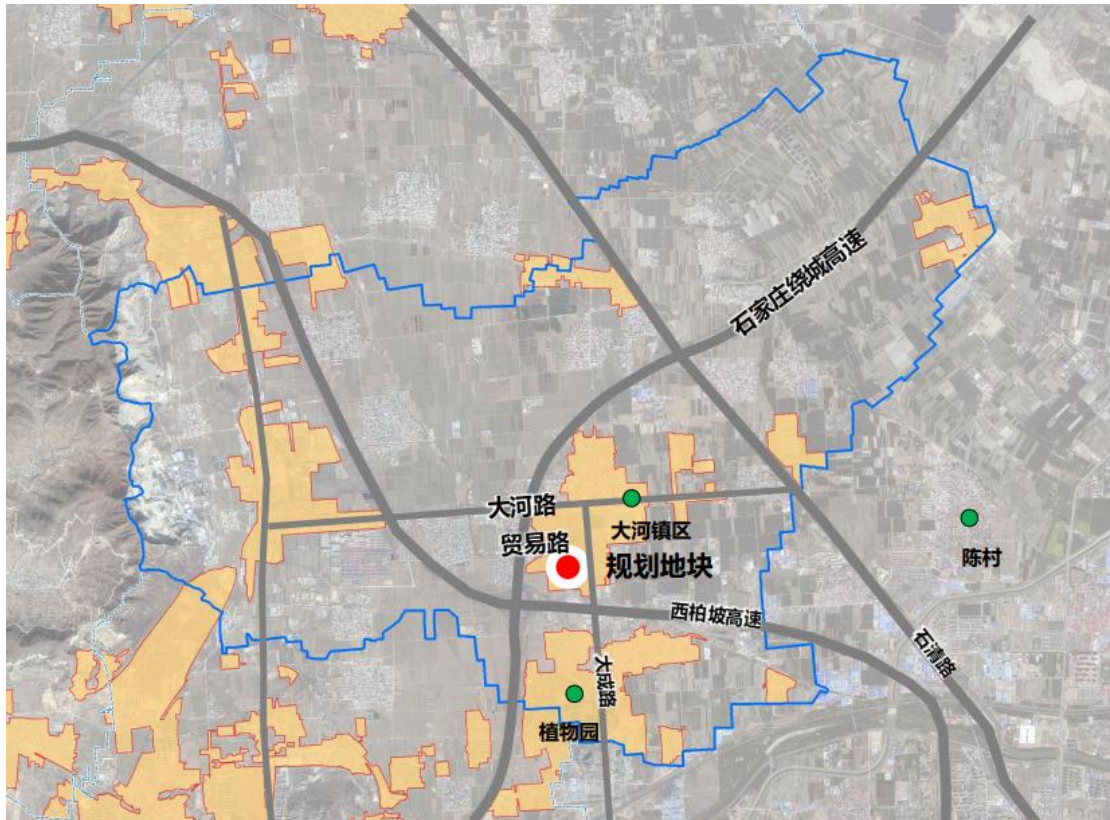 石家庄绕城高速
大河路
大河镇区
贸易路
规划地块
陈村
西柏坡高速
石清路
大成路
植物园